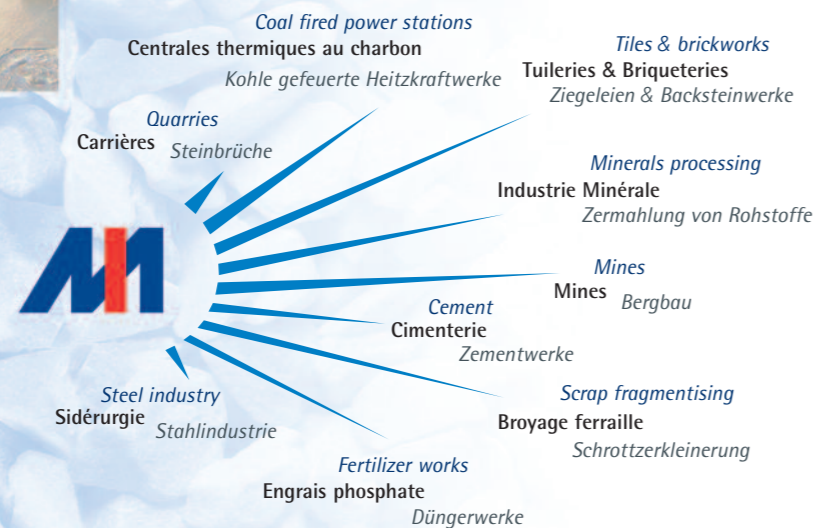 Coal fired power stations
Centrales thermiques au charbon
Kohle gefeuerte Heitzkraftwerke
Tiles & brickworks
Tuileries & Briqueteries
Ziegeleien & Backsteinwerke
Quarries
Carrières
Steinbrüche
Minerals processing
Industrie Minérale
Zermahlung von Rohstoffe
Mines
Mines
Bergbau
Cement
Cimenterie
Zementwerke
Steel industry
Sidérurgie
Stahlindustrie
Scrap fragmentising
Broyage ferraille
Schrottzerkleinerung
Fertilizer works
Engrais phosphate
Düngerwerke